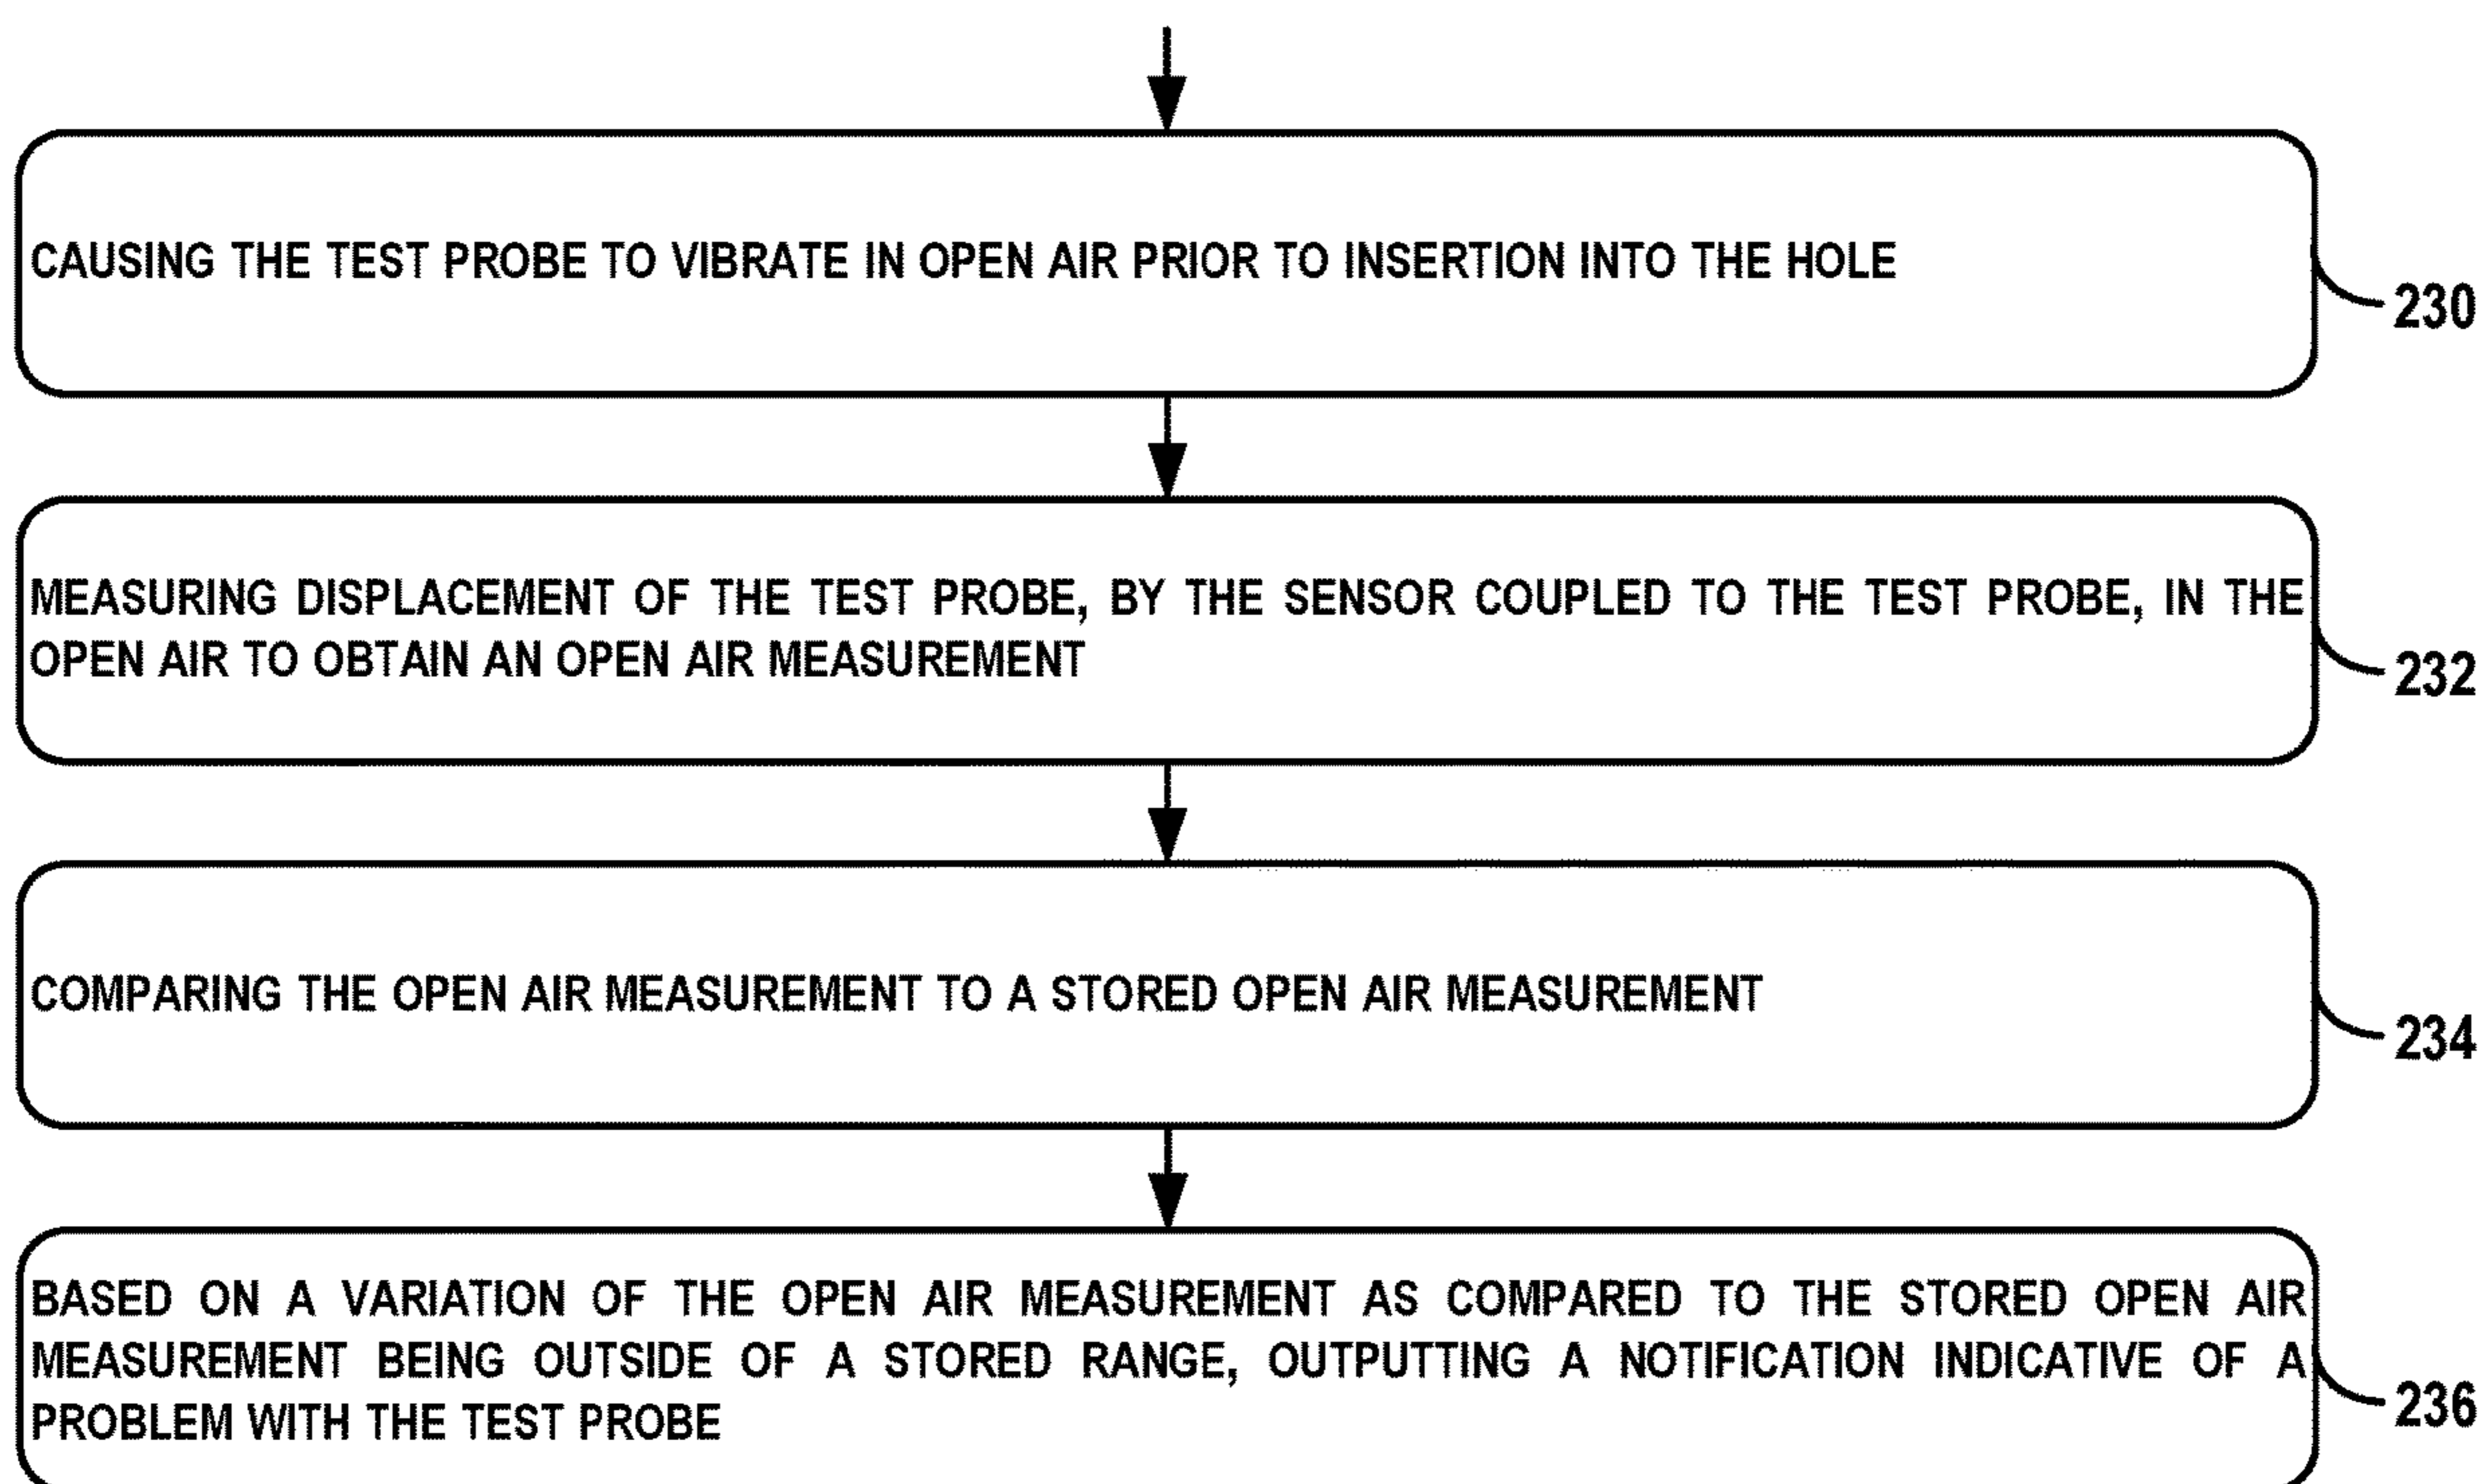 CAUSING THE TEST PROBE TO VIBRATE IN OPEN AIR PRIOR TO INSERTION INTO THE HOLE
230
MEASURING DISPLACEMENT OF THE TEST PROBE, BY THE SENSOR COUPLED TO THE TEST PROBE, IN THE
OPEN AIR TO OBTAIN AN OPEN AIR MEASUREMENT
232
COMPARING THE OPEN AIR MEASUREMENT TO A STORED OPEN AIR MEASUREMENT
234
BASED ON A VARIATION OF THE OPEN AIR MEASUREMENT AS COMPARED TO THE STORED OPEN AIR
MEASUREMENT BEING OUTSIDE OF A STORED RANGE, OUTPUTTING A NOTIFICATION INDICATIVE OF A
PROBLEM WITH THE TEST PROBE
236